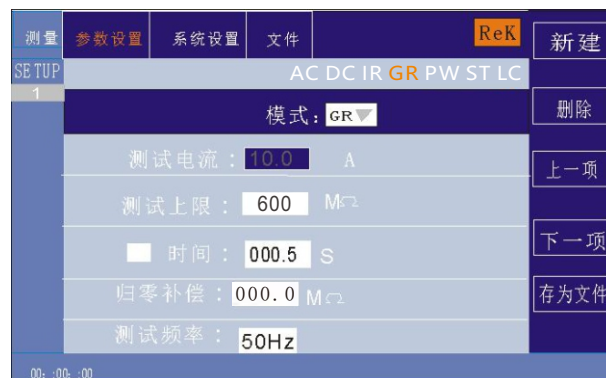 测量 参数设置 系统设置 文件 ReK 新建
SETUP AC DC IR GR PW ST LC
1
模式：GR 删除
测试电流：10.0 A 上一项
测试上限：600 MΩ
时间：000.5 S 下一项
归零补偿：000.0 MΩ 存为文件
测试频率：50Hz
00: :00: :00